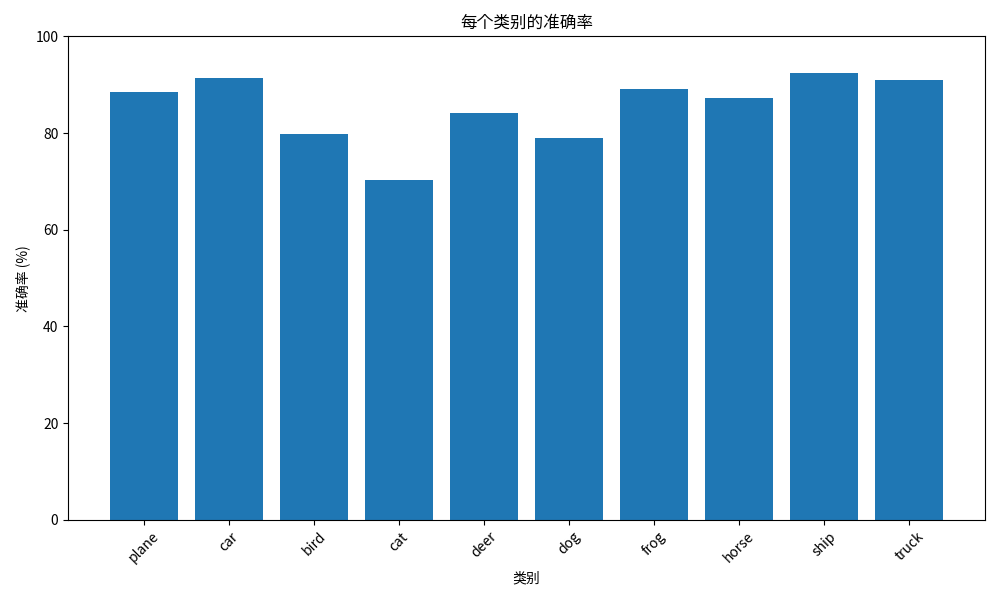 每个类别的准确率
准确率 (%)
100
80
60
40
20
0
plane
car
bird
cat
deer
dog
frog
horse
ship
truck
类别